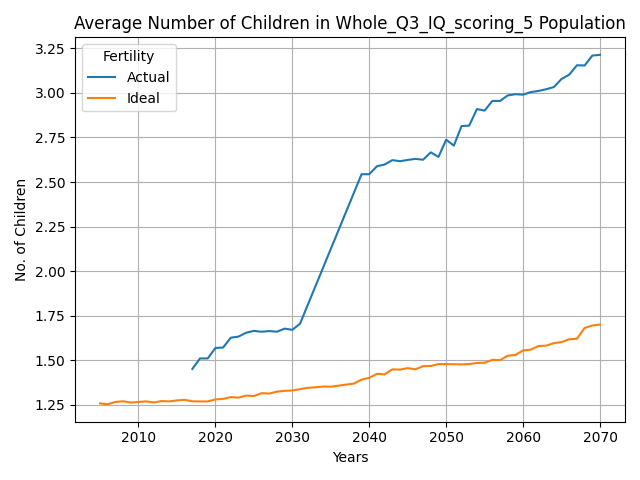 Average Number of Children in Whole_Q3_IQ_scoring_5 Population
Fertility
Actual
Ideal
No. of Children
3.25
3.00
2.75
2.50
2.25
2.00
1.75
1.50
1.25
2010 2020 2030 2040 2050 2060 2070
Years